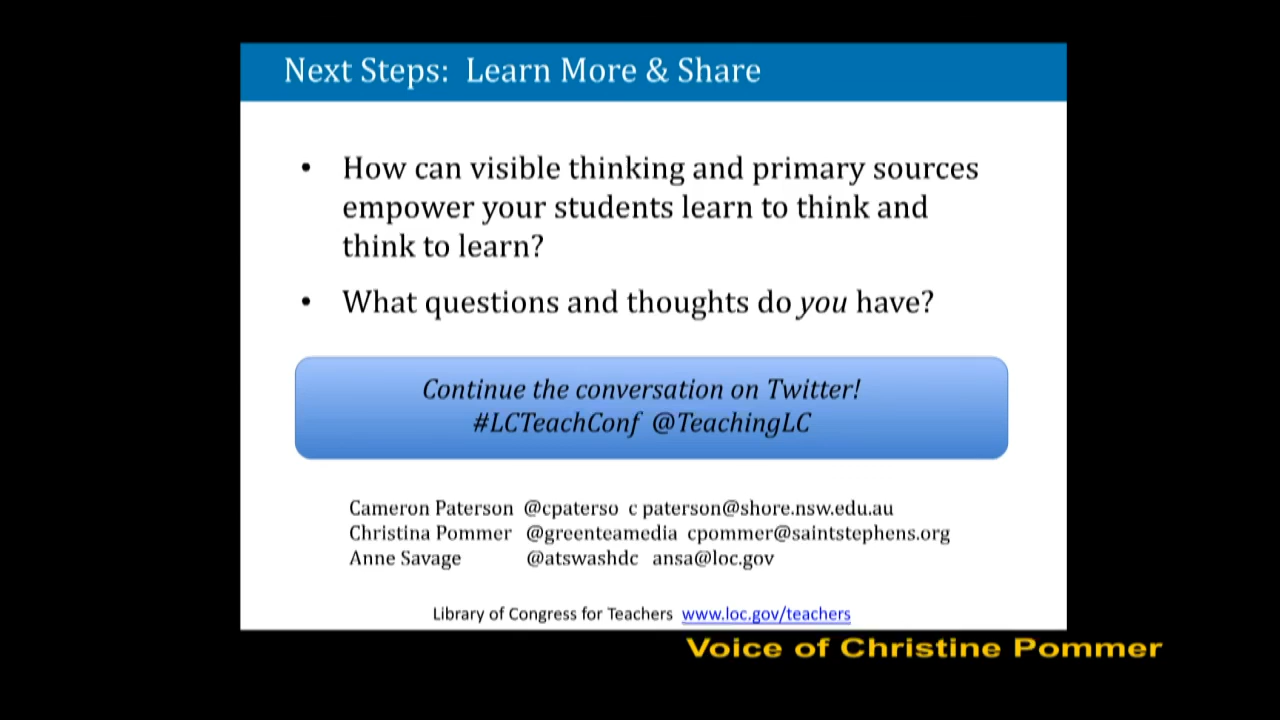 Next Steps: Learn More & Share
• How can visible thinking and primary sources
empower your students learn to think and
think to learn?
• What questions and thoughts do you have?
Continue the conversation on Twitter!
#LCTeachConf @TeachingLC
Cameron Paterson @cpaterso c paterson@shore.nsw.edu.au
Christina Pommer @greenteamedia cpommer@saintstephens.org
Anne Savage @atswashdc ansa@loc.gov
Library of Congress for Teachers www.loc.gov/teachers
Voice of Christine Pommer